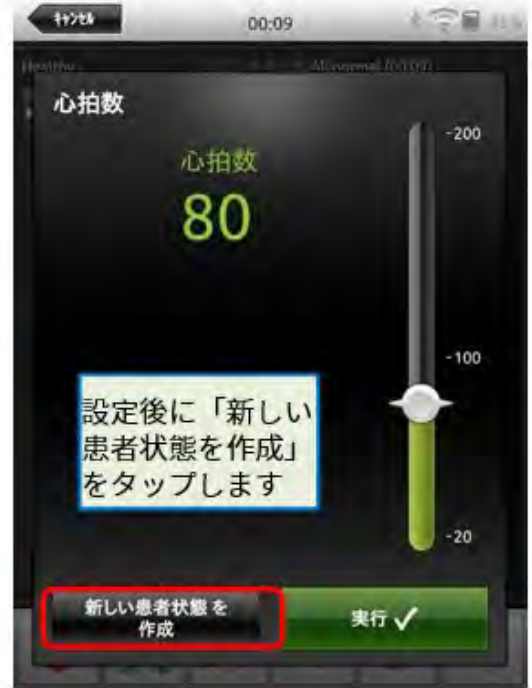 キャンセル
00:09
心拍数
心拍数
80
-200
-100
-20
設定後に「新しい
患者状態を作成」
をタップします
新しい患者状態 を
作成
実行